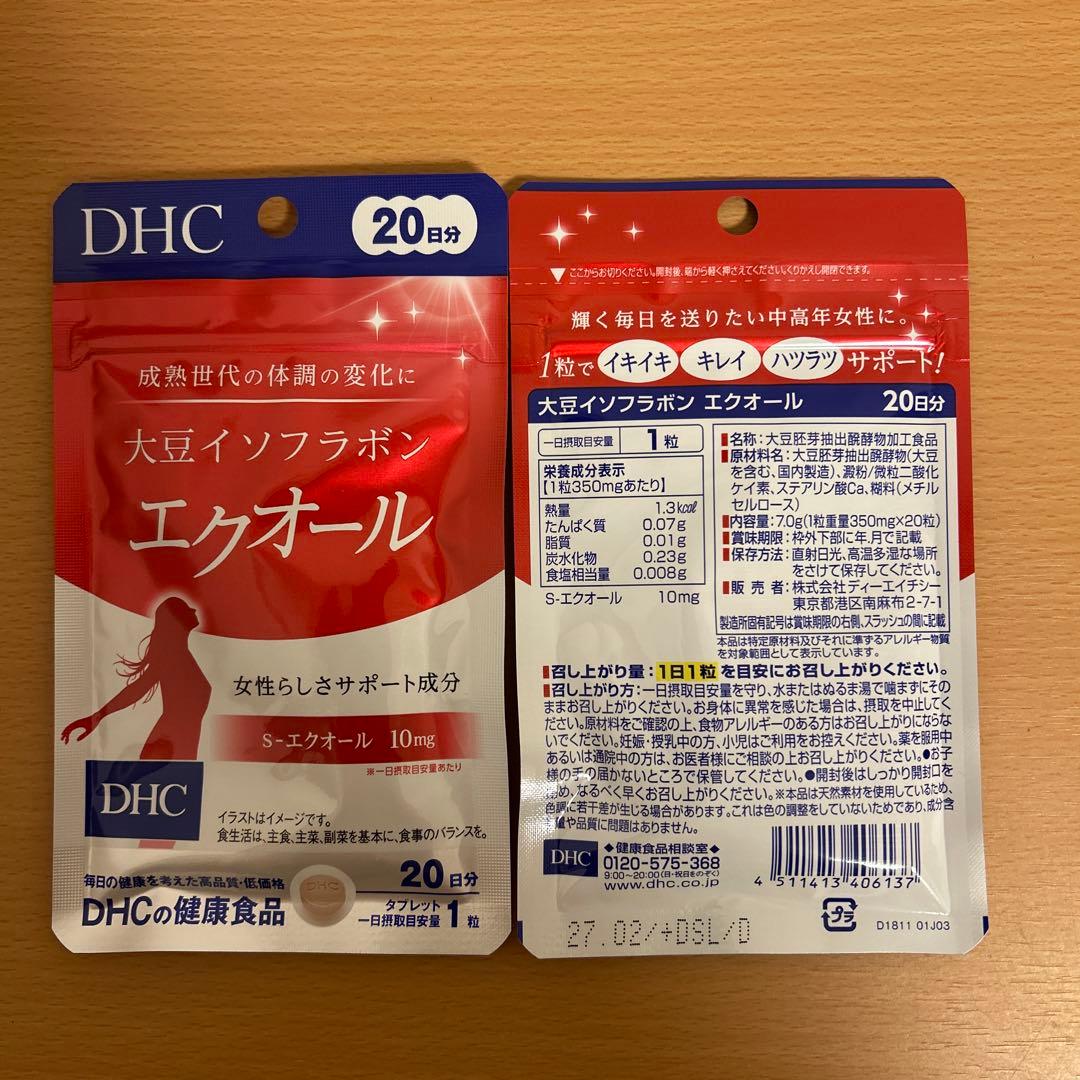 DHC
20日分
成熟世代の体調の変化に
大豆イソフラボン
エクオール
女性らしさサポート成分
S-エクオール 10mg
※一日摂取目安量あたり
DHC
イラストはイメージです。
食生活は、主食、主菜、副菜を基本に、食事のバランスを。
毎日の健康を考えた高品質・低価格
DHCの健康食品
20日分
タブレット
一日摂取目安量 1粒
▼ここからお切りください。開封後、端から軽く押さえてください。くりかえし開閉できます。
輝く毎日を送りたい中高年女性に。
1粒で イキイキ キレイ ハツラツ サポート!
大豆イソフラボン エクオール 20日分
一日摂取目安量 1粒
栄養成分表示
[1粒350mgあたり]
熱量 1.3kcal
たんぱく質 0.07g
脂質 0.01g
炭水化物 0.23g
食塩相当量 0.008g
S-エクオール 10mg
■名称:大豆胚芽抽出醗酵物加工食品
■原材料名:大豆胚芽抽出醗酵物(大豆
を含む、国内製造)、澱粉/微粒二酸化
ケイ素、ステアリン酸Ca、糊料(メチル
セルロース)
■内容量:7.0g(1粒重量350mg×20粒)
■賞味期限:枠外下部に年.月で記載
■保存方法:直射日光、高温多湿な場所
をさけて保存してください。
■販売者:株式会社ディーエイチシー
東京都港区南麻布2-7-1
製造所固有記号は賞味期限の右側、スラッシュの間に記載
本品は特定原材料及びそれに準ずるアレルギー物質
を対象範囲として表示しています。
■召し上がり量:1日1粒を目安にお召し上がりください。
■召し上がり方:一日摂取目安量を守り、水またはぬるま湯で噛まずにその
ままお召し上がりください。お身体に異常を感じた場合は、摂取を中止してく
ださい。原材料をご確認の上、食物アレルギーのある方はお召し上がりにならな
いでください。妊娠・授乳中の方、小児はご利用をお控えください。薬を服用中
あるいは通院中の方は、お医者様にご相談の上お召し上がりください。●お子
様の手の届かないところで保管してください。●開封後はしっかり開封口を
閉め、なるべく早くお召し上がりください。※本品は天然素材を使用しているため、
色調に若干差が生じる場合があります。これは色の調整をしていないためであり、成分含
量や品質に問題はありません。
DHC
◆健康食品相談室◆
0120-575-368
9:00~20:00(日・祝日をのぞく)
www.dhc.co.jp
4 511413 406137
プラ
D1811 01J03
27.02/+DSL/D